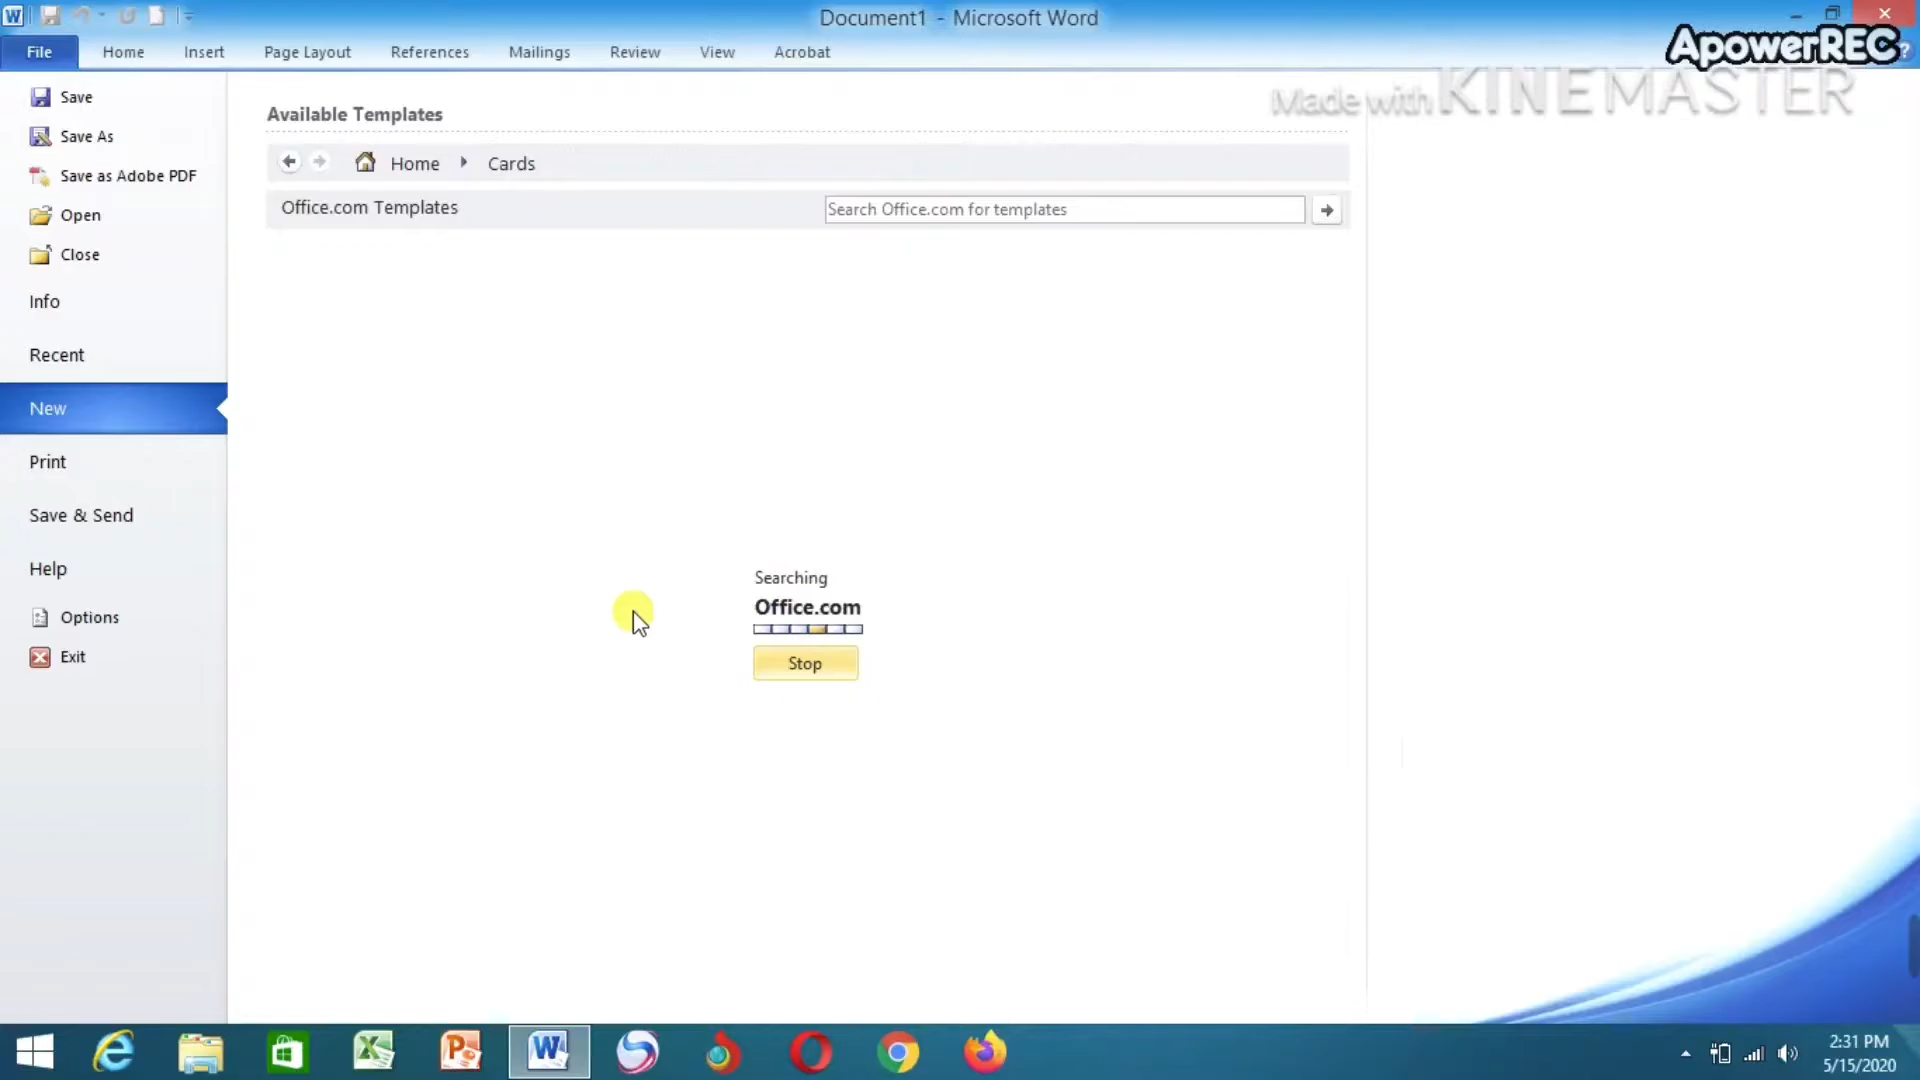 Document1 - Microsoft Word
ApowerREC
File Home Insert Page Layout References Mailings Review View Acrobat
Made with KINEMASTER
Save
Save As
Save as Adobe PDF
Open
Close
Info
Recent
New
Print
Save & Send
Help
Options
Exit
Available Templates
Home Cards
Office.com Templates
Search Office.com for templates
Searching
Office.com
Stop
2:31 PM
5/15/2020